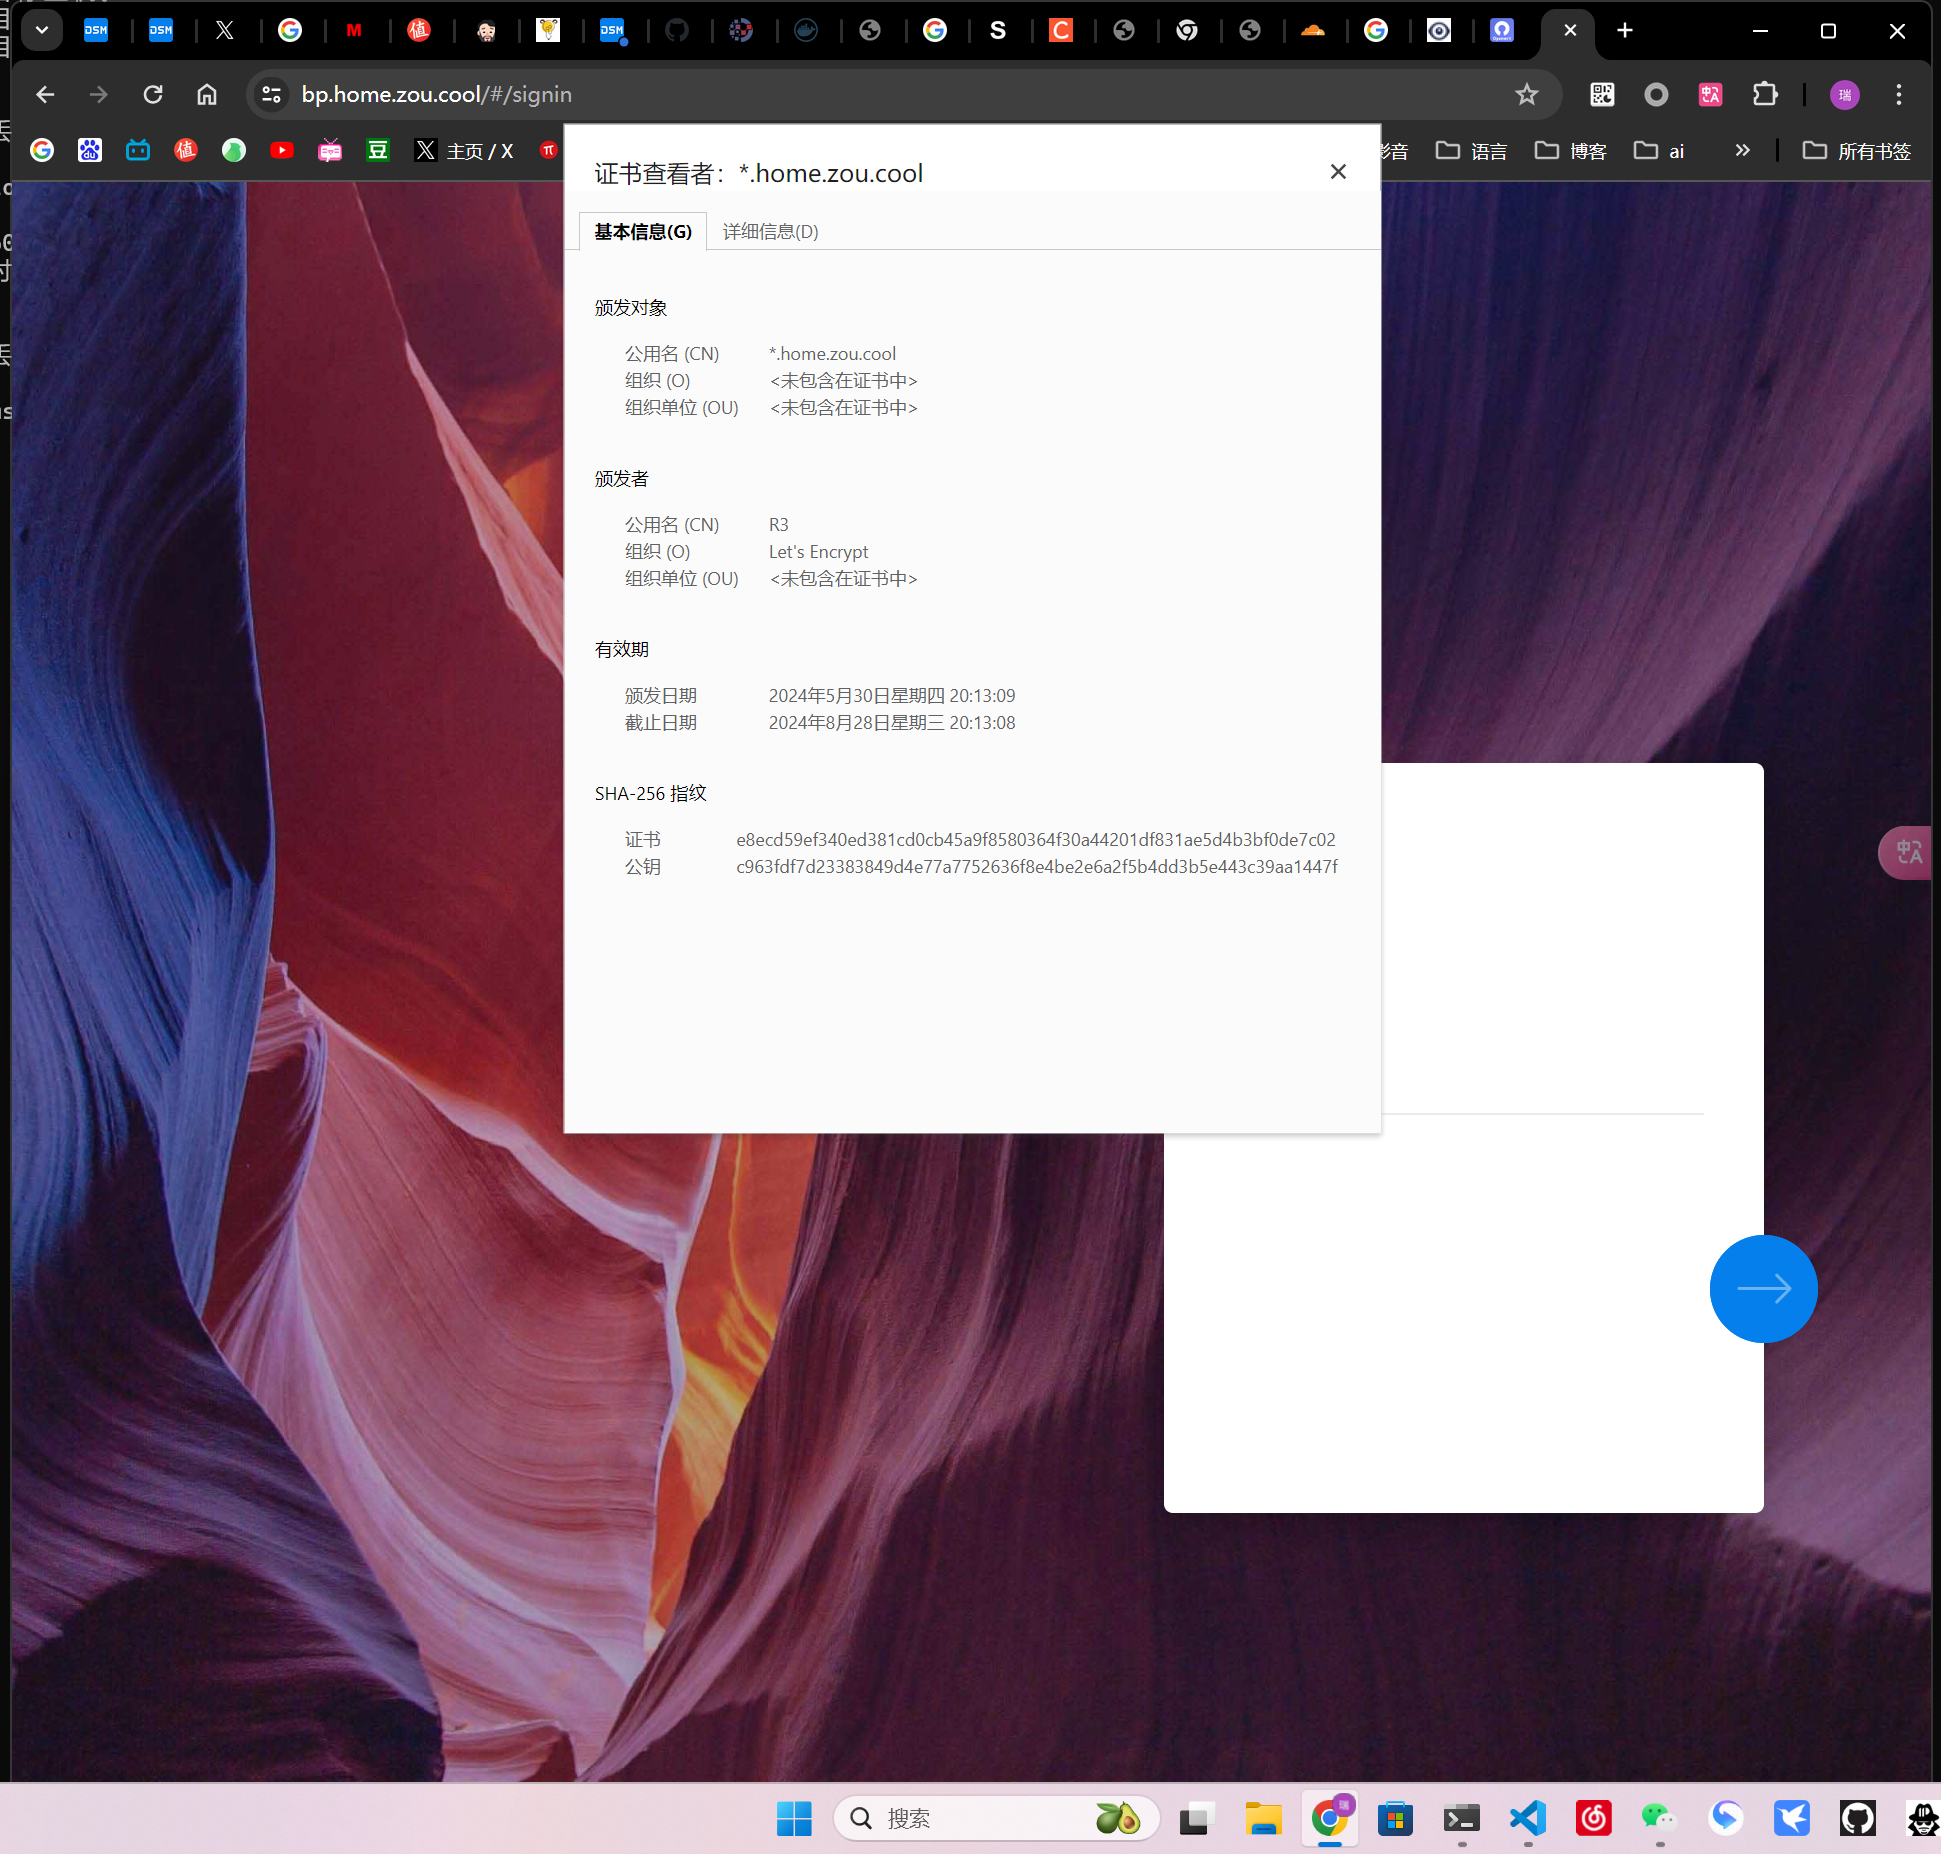 DSM
DSM
M
值
DSM
S
C
bp.home.zou.cool/#/signin
瑞
du
值
豆
主页 / X
影音
语言
博客
ai
所有书签
证书查看者：*.home.zou.cool
基本信息(G)
详细信息(D)
颁发对象
公用名 (CN) *.home.zou.cool
组织 (O) <未包含在证书中>
组织单位 (OU) <未包含在证书中>
颁发者
公用名 (CN) R3
组织 (O) Let's Encrypt
组织单位 (OU) <未包含在证书中>
有效期
颁发日期 2024年5月30日星期四 20:13:09
截止日期 2024年8月28日星期三 20:13:08
SHA-256 指纹
证书 e8ecd59ef340ed381cd0cb45a9f8580364f30a44201df831ae5d4b3bf0de7c02
公钥 c963fdf7d23383849d4e77a7752636f8e4be2e6a2f5b4dd3b5e443c39aa1447f
搜索